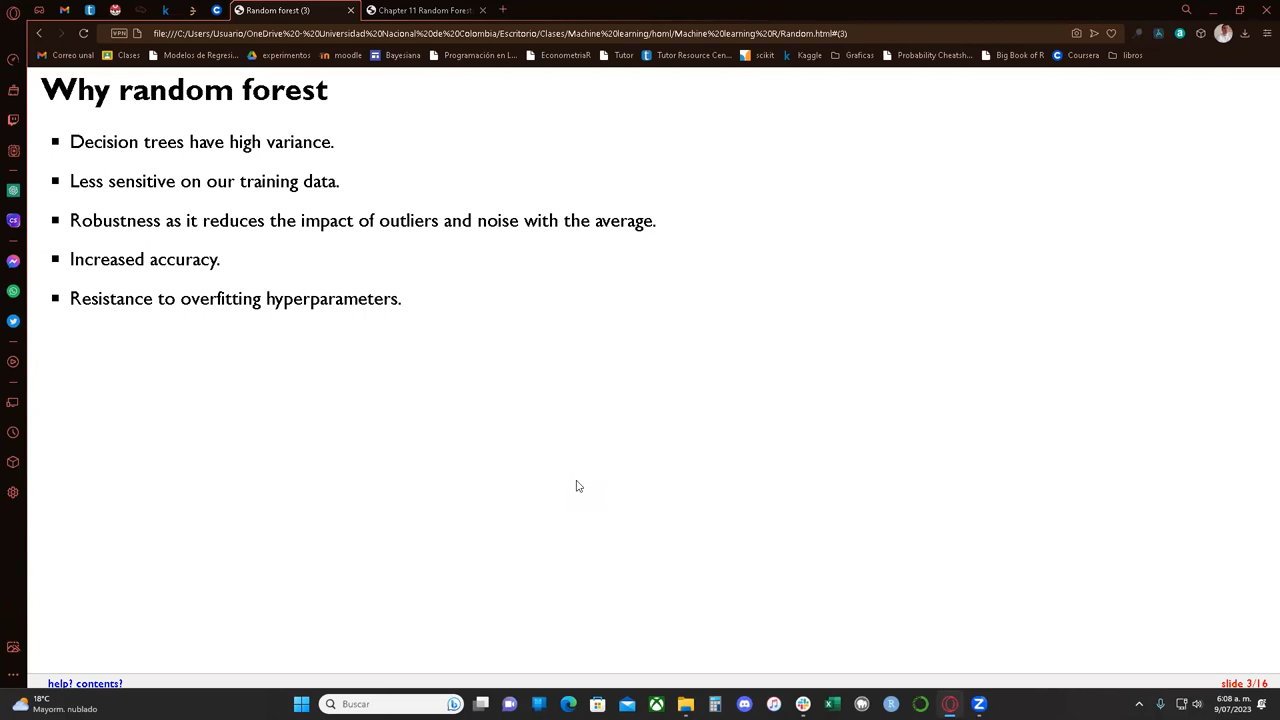 Random forest (3)
Chapter 11 Random Forest
VPN
file:///C:/Users/Usuario/OneDrive%20-%20Universidad%20Nacional%20de%20Colombia/Escritorio/Clases/Machine%20learning/homl/Machine%20learning%20R/Random.html#(3)
Correo unal
Clases
Modelos de Regresi...
experimentos
moodle
Bayesiana
Programación en L...
EconometriaR
Tutor
Tutor Resource Cen...
scikit
Kaggle
Graficas
Probability Cheatsh...
Big Book of R
Coursera
libros
Why random forest
Decision trees have high variance.
Less sensitive on our training data.
Robustness as it reduces the impact of outliers and noise with the average.
Increased accuracy.
Resistance to overfitting hyperparameters.
help? contents?
slide 3/16
18°C
Mayorm. nublado
Buscar
6:08 a. m.
9/07/2023